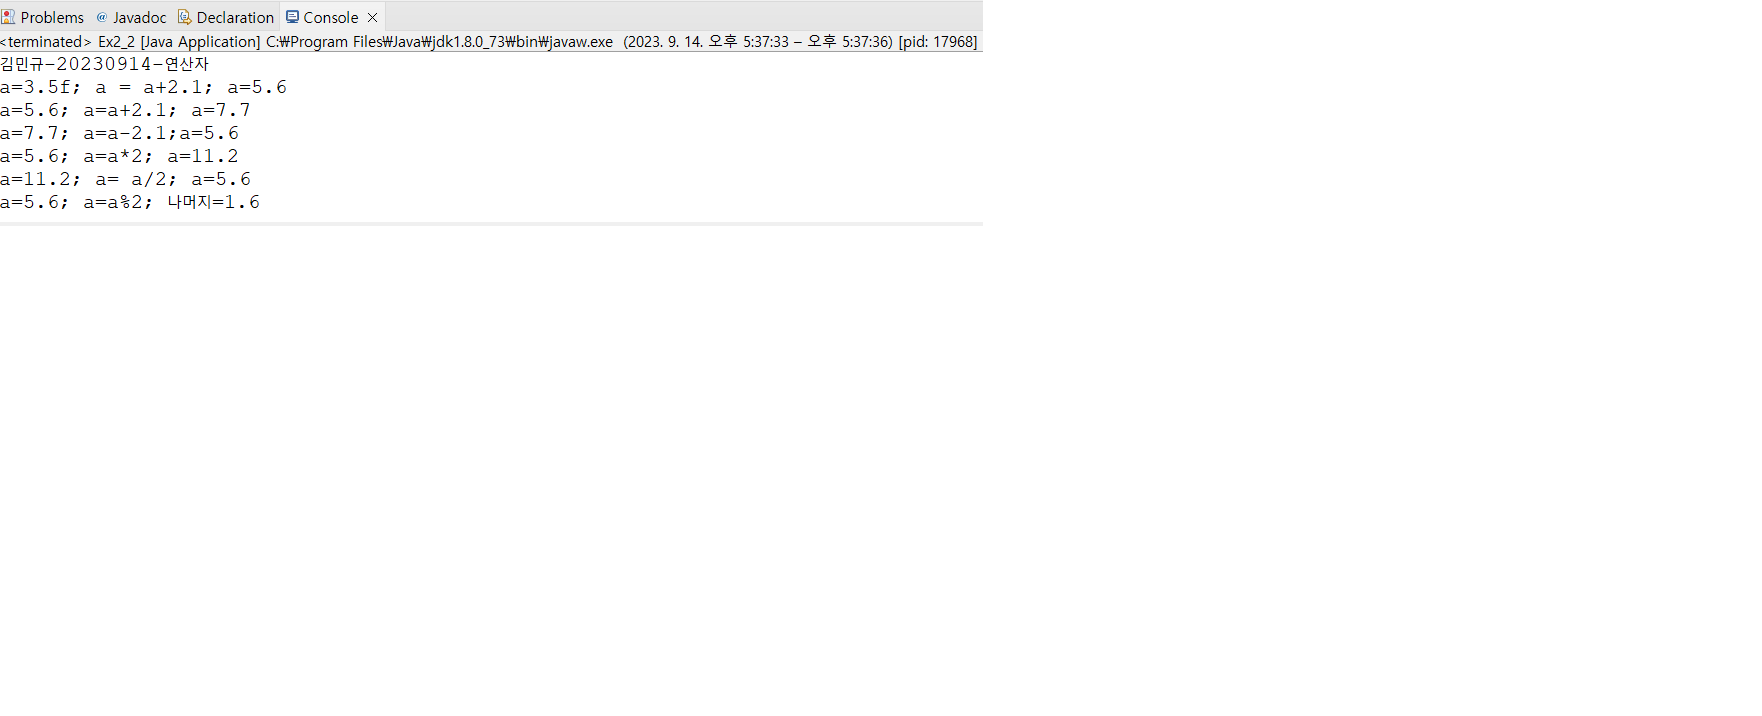 Problems @ Javadoc Declaration Console
<terminated> Ex2_2 [Java Application] C:₩Program Files₩Java₩jdk1.8.0_73₩bin₩javaw.exe (2023. 9. 14. 오후 5:37:33 – 오후 5:37:36) [pid: 17968]
김민규-20230914-연산자
a=3.5f; a = a+2.1; a=5.6
a=5.6; a=a+2.1; a=7.7
a=7.7; a=a-2.1;a=5.6
a=5.6; a=a*2; a=11.2
a=11.2; a= a/2; a=5.6
a=5.6; a=a%2; 나머지=1.6